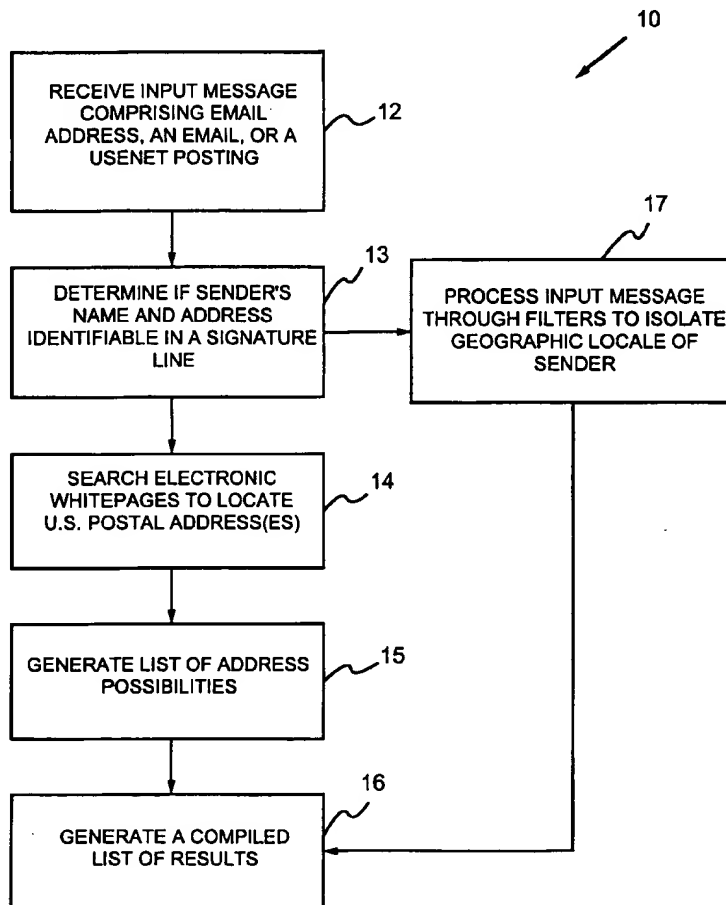 10
RECEIVE INPUT MESSAGE
COMPRISING EMAIL
ADDRESS, AN EMAIL, OR A
USENET POSTING
12
DETERMINE IF SENDER'S
NAME AND ADDRESS
IDENTIFIABLE IN A SIGNATURE
LINE
13
PROCESS INPUT MESSAGE
THROUGH FILTERS TO ISOLATE
GEOGRAPHIC LOCALE OF
SENDER
17
SEARCH ELECTRONIC
WHITEPAGES TO LOCATE
U.S. POSTAL ADDRESS(ES)
14
GENERATE LIST OF ADDRESS
POSSIBILITIES
15
GENERATE A COMPILED
LIST OF RESULTS
16